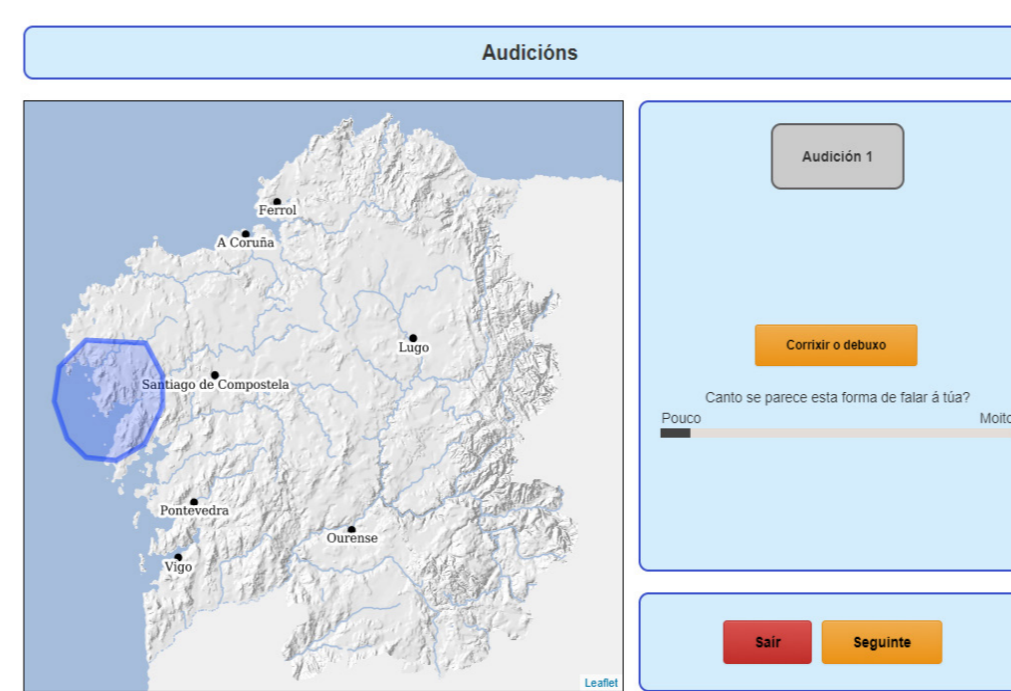 Audicións
Ferrol
A Coruña
Lugo
Santiago de Compostela
Pontevedra
Ourense
Vigo
Leaflet
Audición 1
Corrixir o debuxo
Canto se parece esta forma de falar á túa?
Pouco Moito
Saír Seguinte